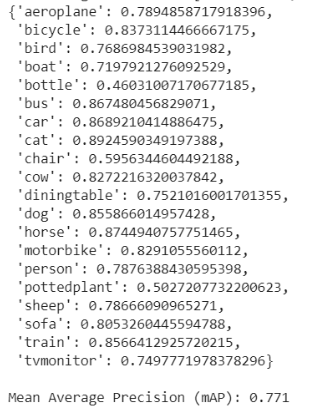 {'aeroplane': 0.7894858717918396,
'bicycle': 0.8373114466667175,
'bird': 0.7686984539031982,
'boat': 0.7197921276092529,
'bottle': 0.46031007170677185,
'bus': 0.867480456829071,
'car': 0.8689210414886475,
'cat': 0.8924590349197388,
'chair': 0.5956344604492188,
'cow': 0.8272216320037842,
'diningtable': 0.7521016001701355,
'dog': 0.855866014957428,
'horse': 0.8744940757751465,
'motorbike': 0.8291055560112,
'person': 0.7876388430595398,
'pottedplant': 0.5027207732200623,
'sheep': 0.78666090965271,
'sofa': 0.8053260445594788,
'train': 0.8566412925720215,
'tvmonitor': 0.7497771978378296}
Mean Average Precision (mAP): 0.771